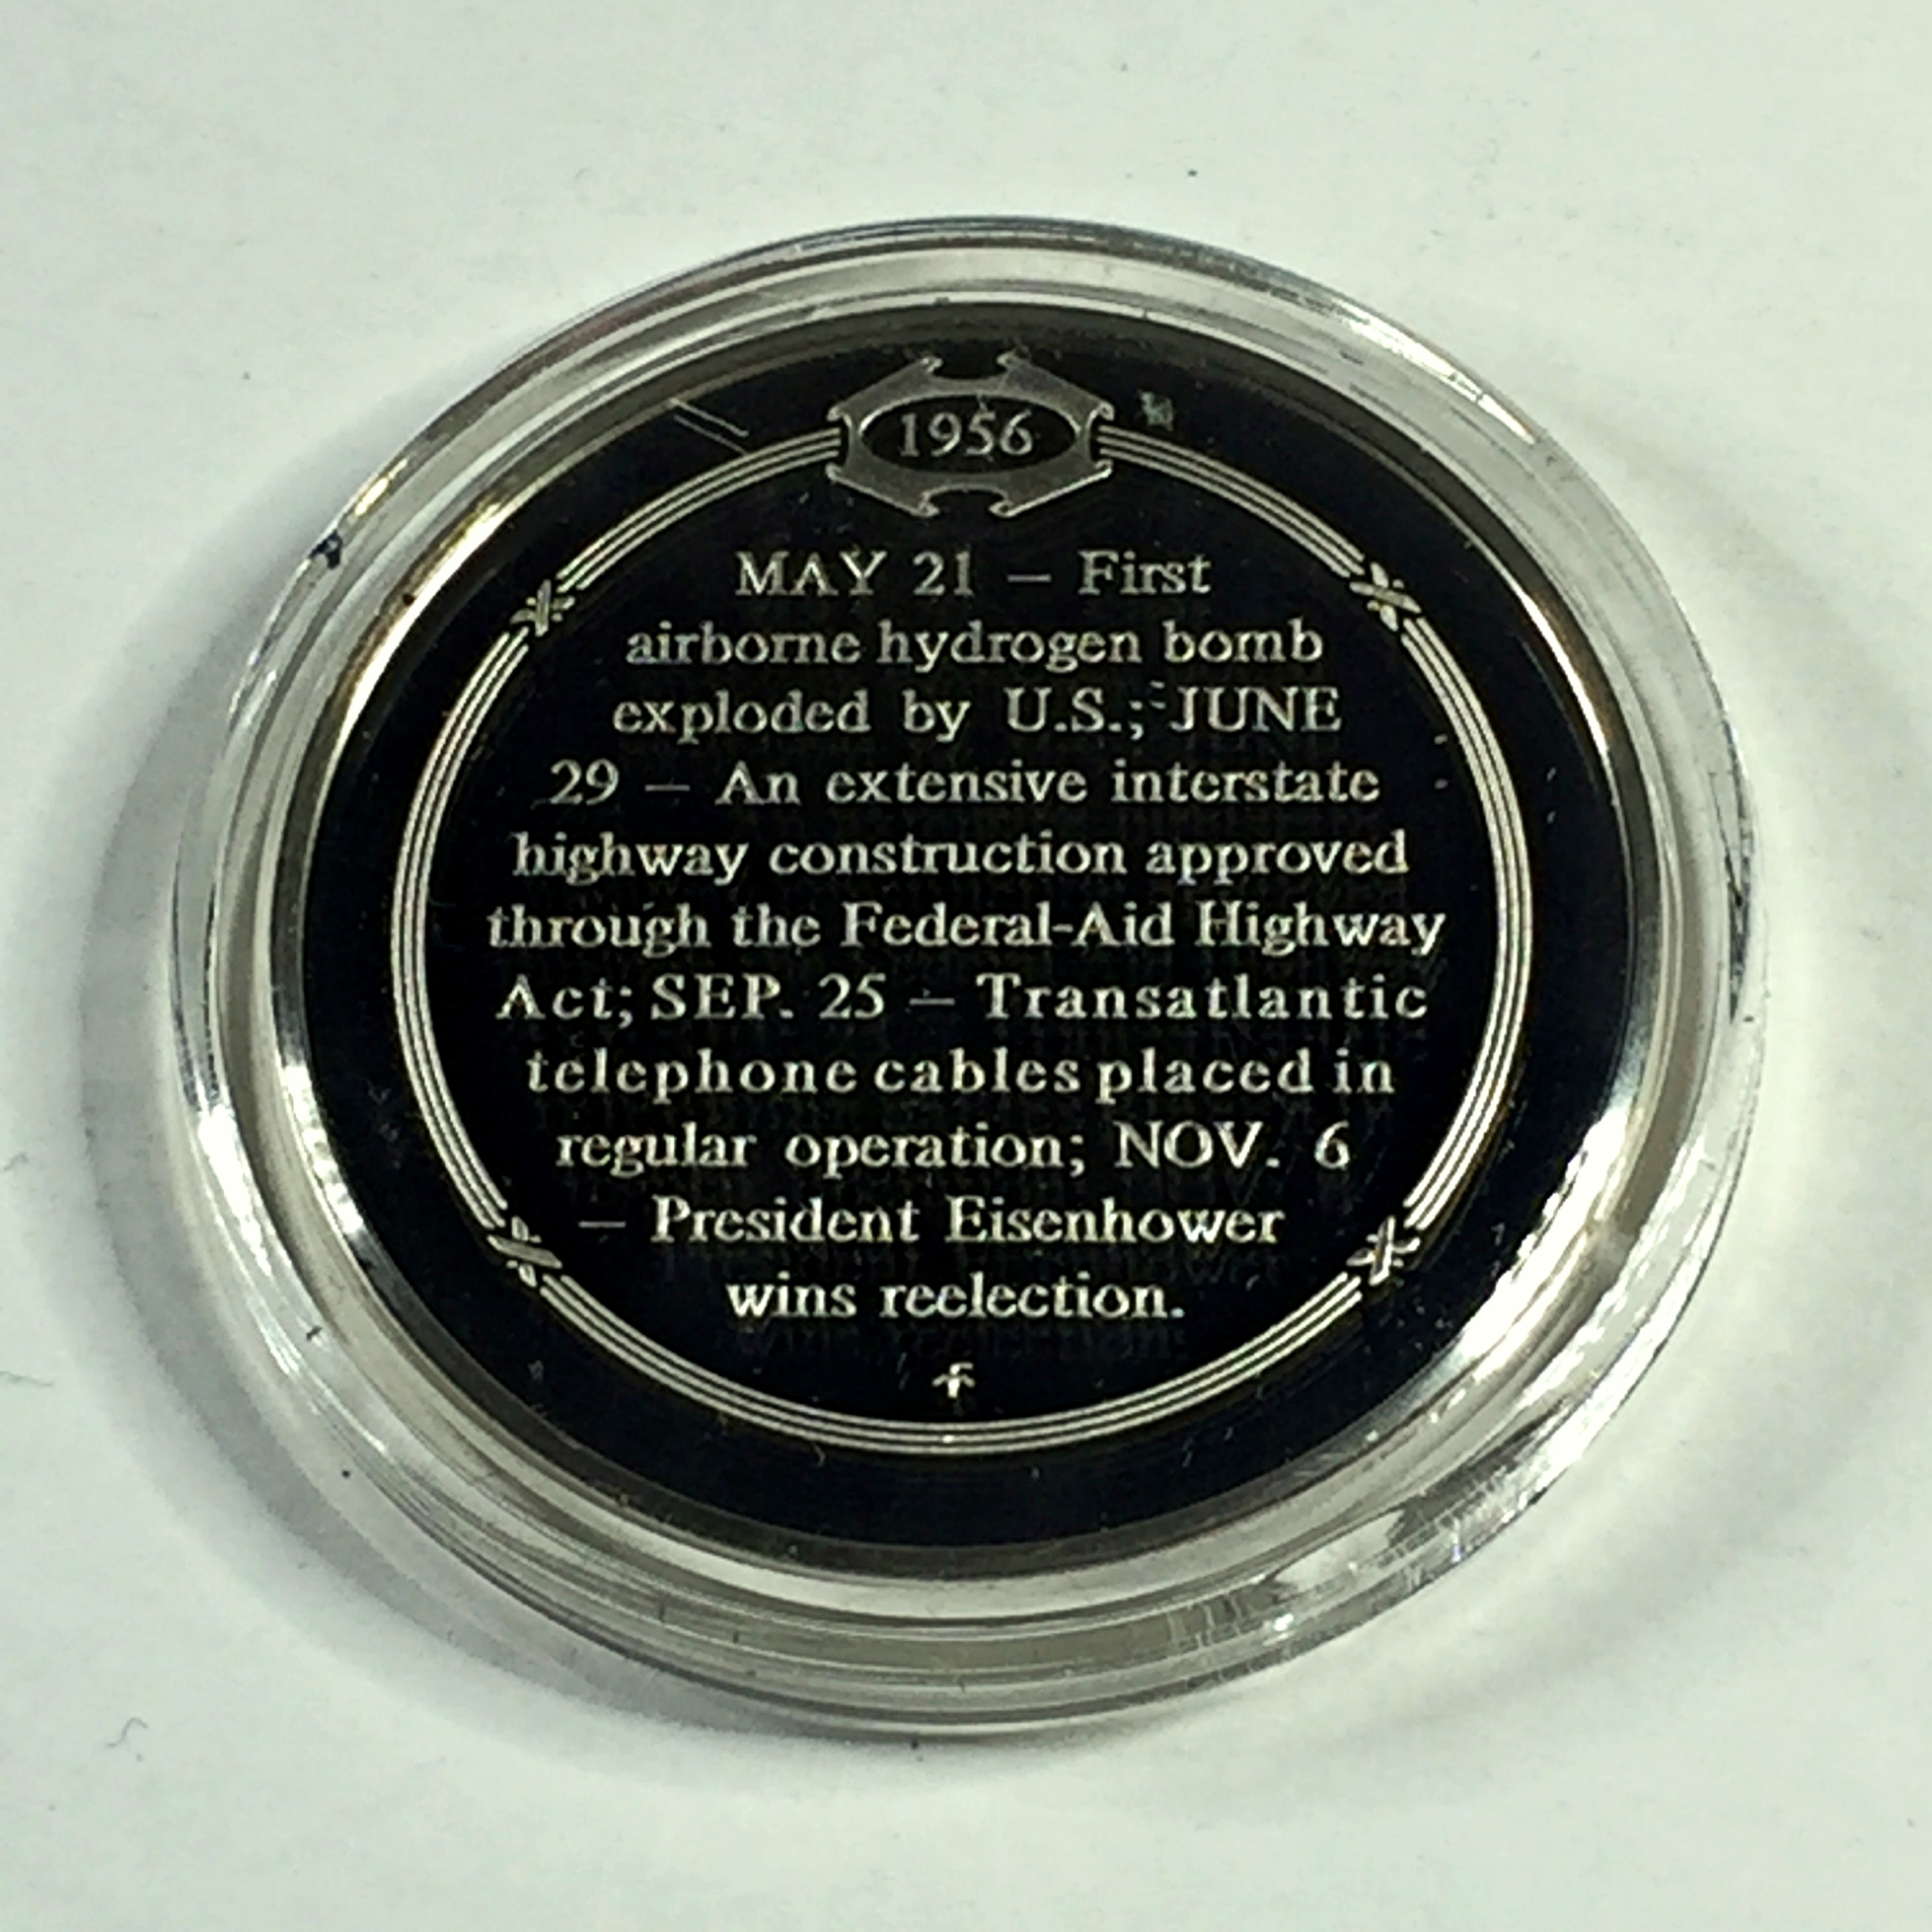 1956
MAY 21 — First
airborne hydrogen bomb
exploded by U.S.; JUNE
29 — An extensive interstate
highway construction approved
through the Federal-Aid Highway
Act; SEP. 25 — Transatlantic
telephone cables placed in
regular operation; NOV. 6
— President Eisenhower
wins reelection.